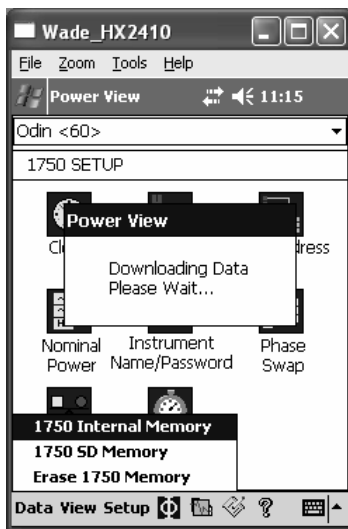 Wade_HX2410
File Zoom Tools Help
Power View 11:15
Odin <60>
1750 SETUP
Power View
Downloading Data
Please Wait...
Nominal Power
Instrument Name/Password
Phase Swap
1750 Internal Memory
1750 SD Memory
Erase 1750 Memory
Data View Setup